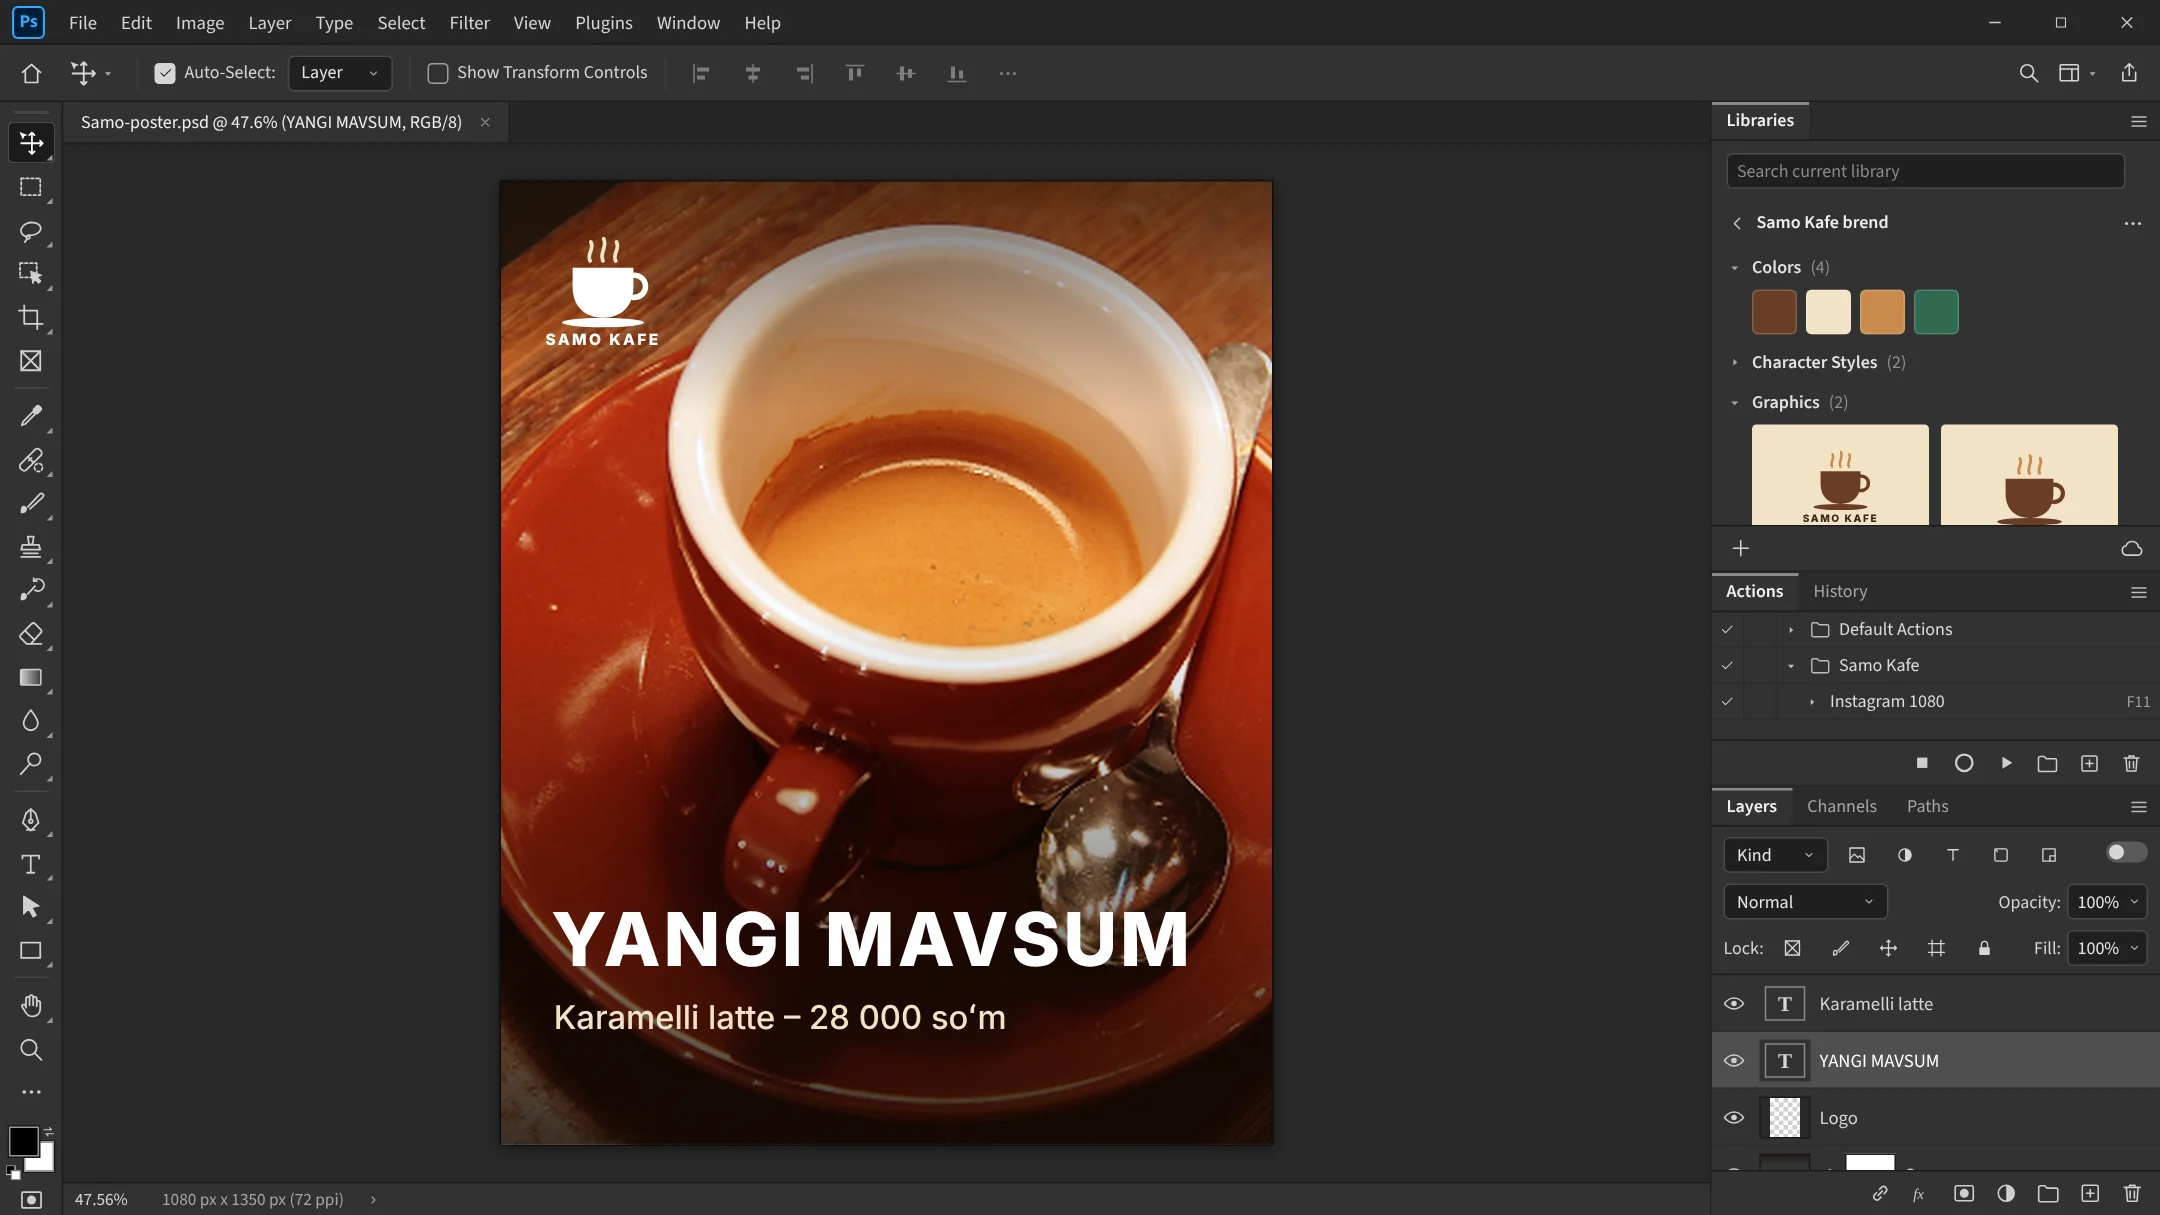 Ps File Edit Image Layer Type Select Filter View Plugins Window Help
Auto-Select: Layer Show Transform Controls
Samo-poster.psd @ 47.6% (YANGI MAVSUM, RGB/8)
SAMO KAFE
YANGI MAVSUM
Karamelli latte – 28 000 soʻm
47.56% 1080 px x 1350 px (72 ppi)
Libraries
Search current library
Samo Kafe brend
Colors (4)
Character Styles (2)
Graphics (2)
SAMO KAFE
Actions History
Default Actions
Samo Kafe
Instagram 1080 F11
Layers Channels Paths
Kind
Normal Opacity: 100%
Lock: Fill: 100%
T Karamelli latte
T YANGI MAVSUM
Logo
fx